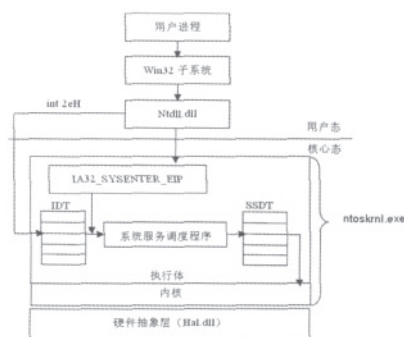 用户进程
Win32 子系统
int 2eH
Ntdll.dll
用户态
核心态
IA32_SYSENTER_EIP
IDT
SSDT
ntoskrnl.exe
系统服务调度程序
执行体
内核
硬件抽象层（Hal.dll）